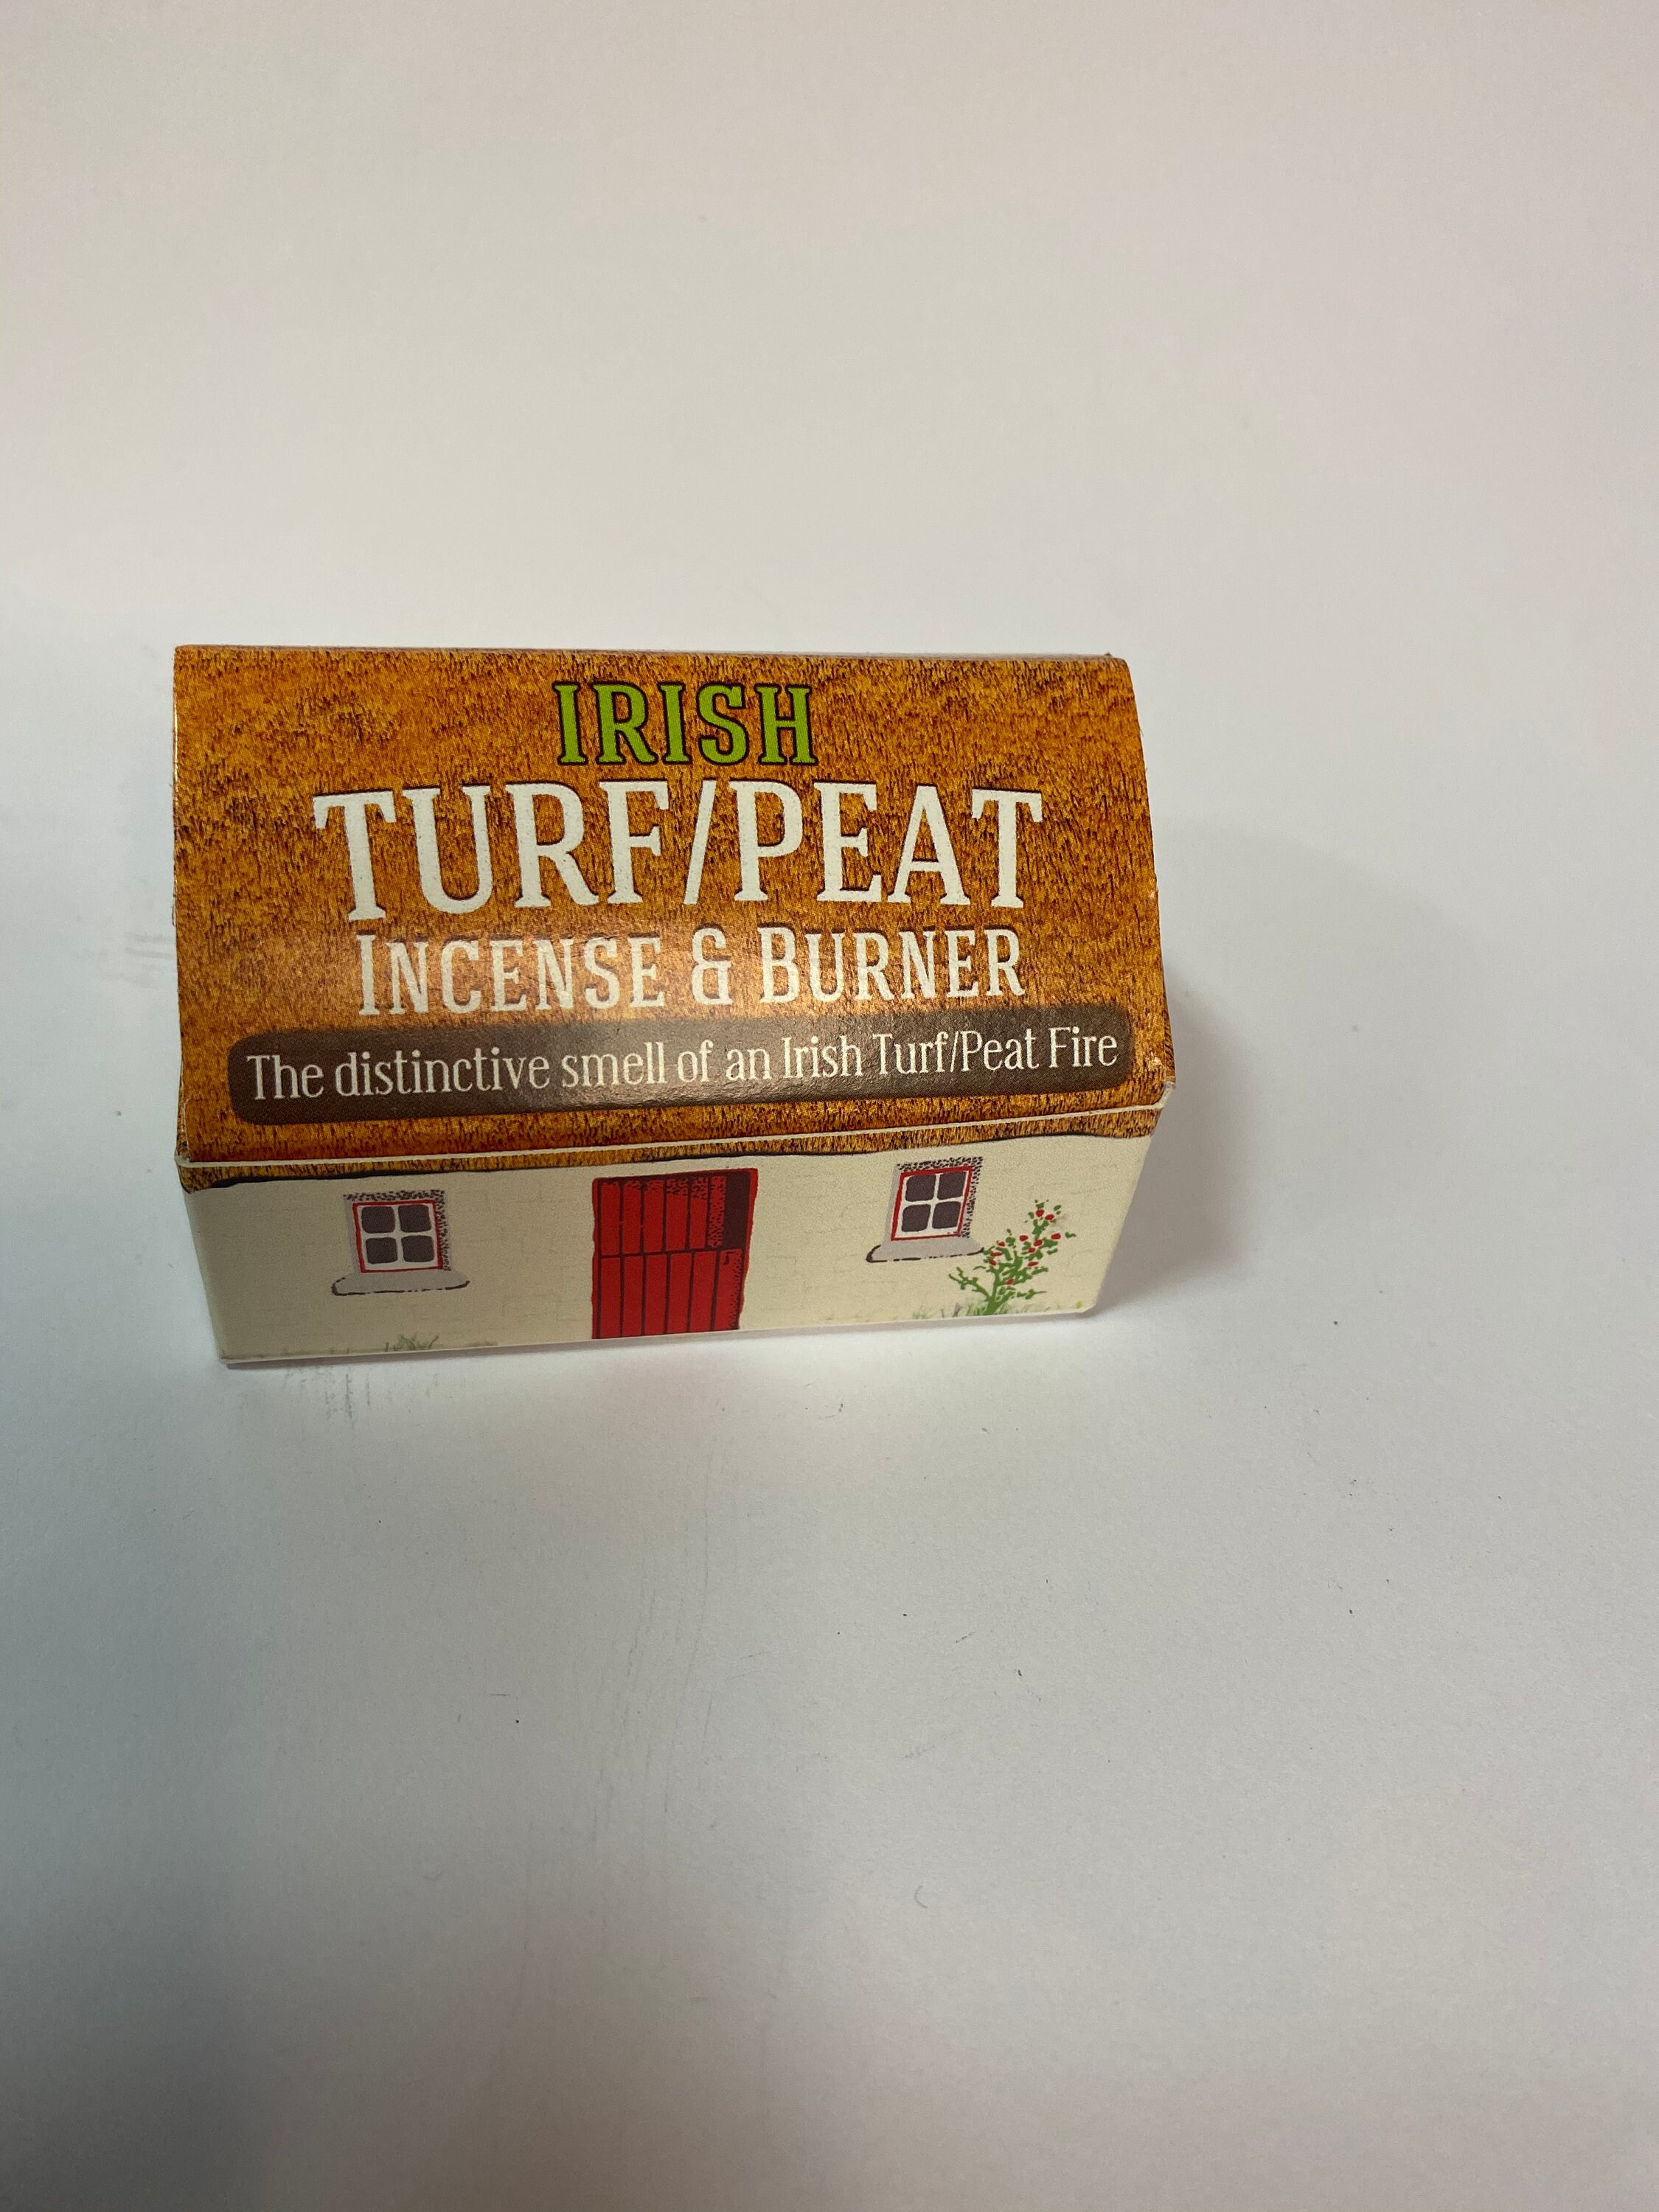 IRISH
TURF/PEAT
INCENSE & BURNER
The distinctive smell of an Irish Turf/Peat Fire